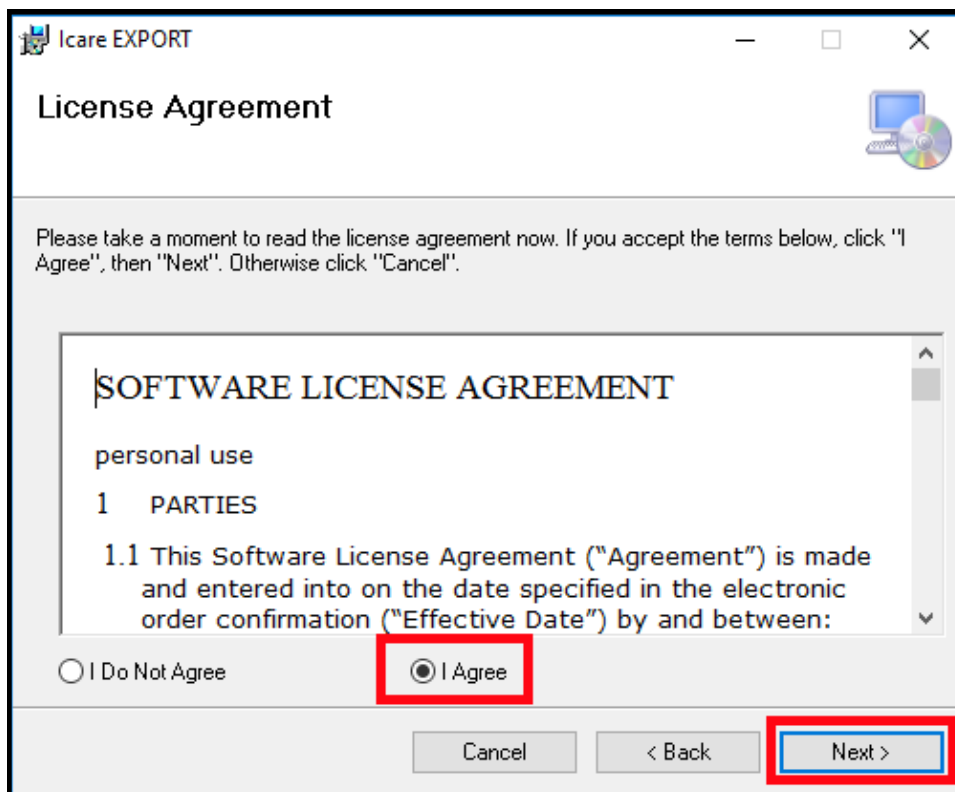 Icare EXPORT
License Agreement
Please take a moment to read the license agreement now. If you accept the terms below, click "I
Agree", then "Next". Otherwise click "Cancel".
SOFTWARE LICENSE AGREEMENT
personal use
1 PARTIES
1.1 This Software License Agreement (“Agreement”) is made
and entered into on the date specified in the electronic
order confirmation (“Effective Date”) by and between:
I Do Not Agree
I Agree
Cancel
< Back
Next >